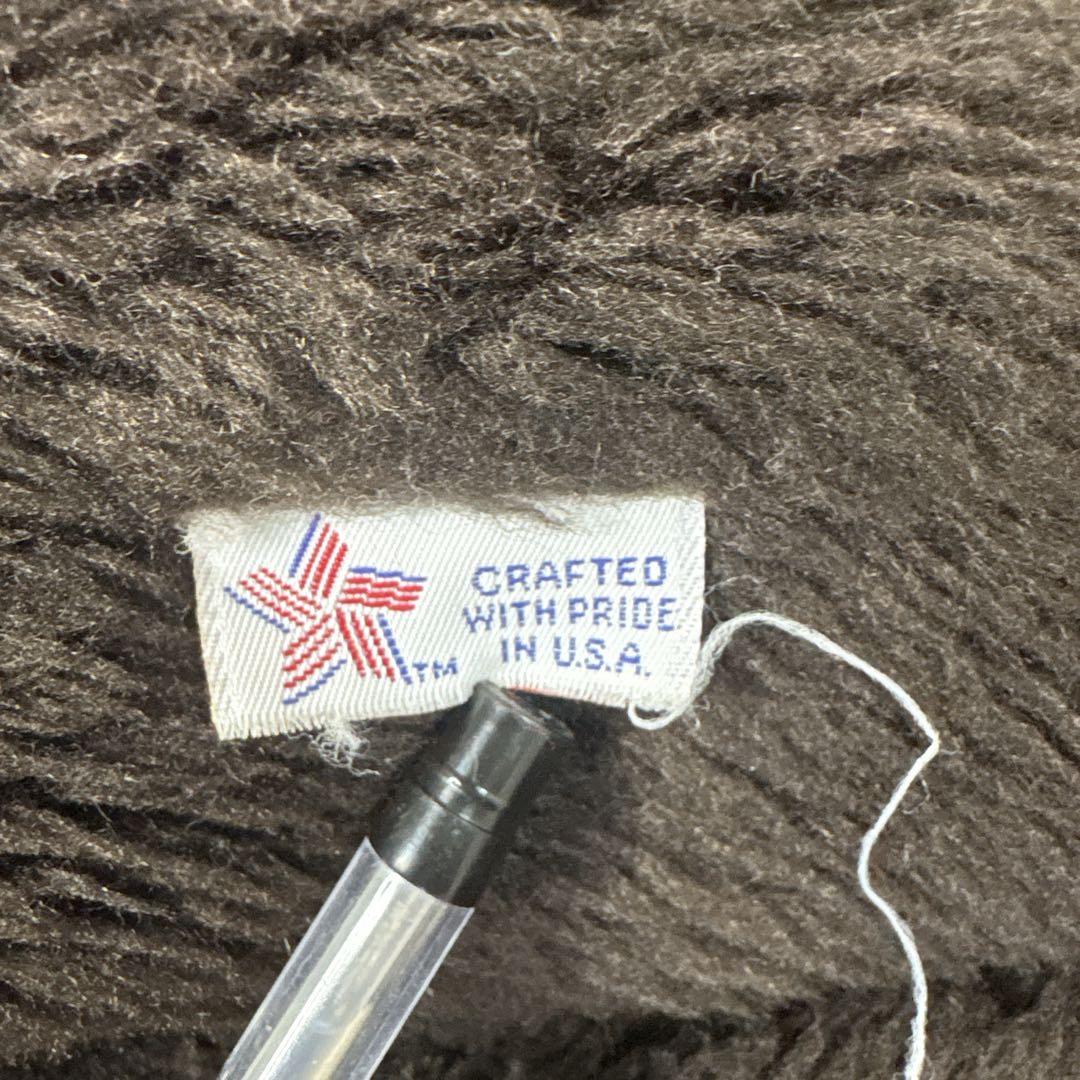 CRAFTED
WITH PRIDE
IN U.S.A.
TM